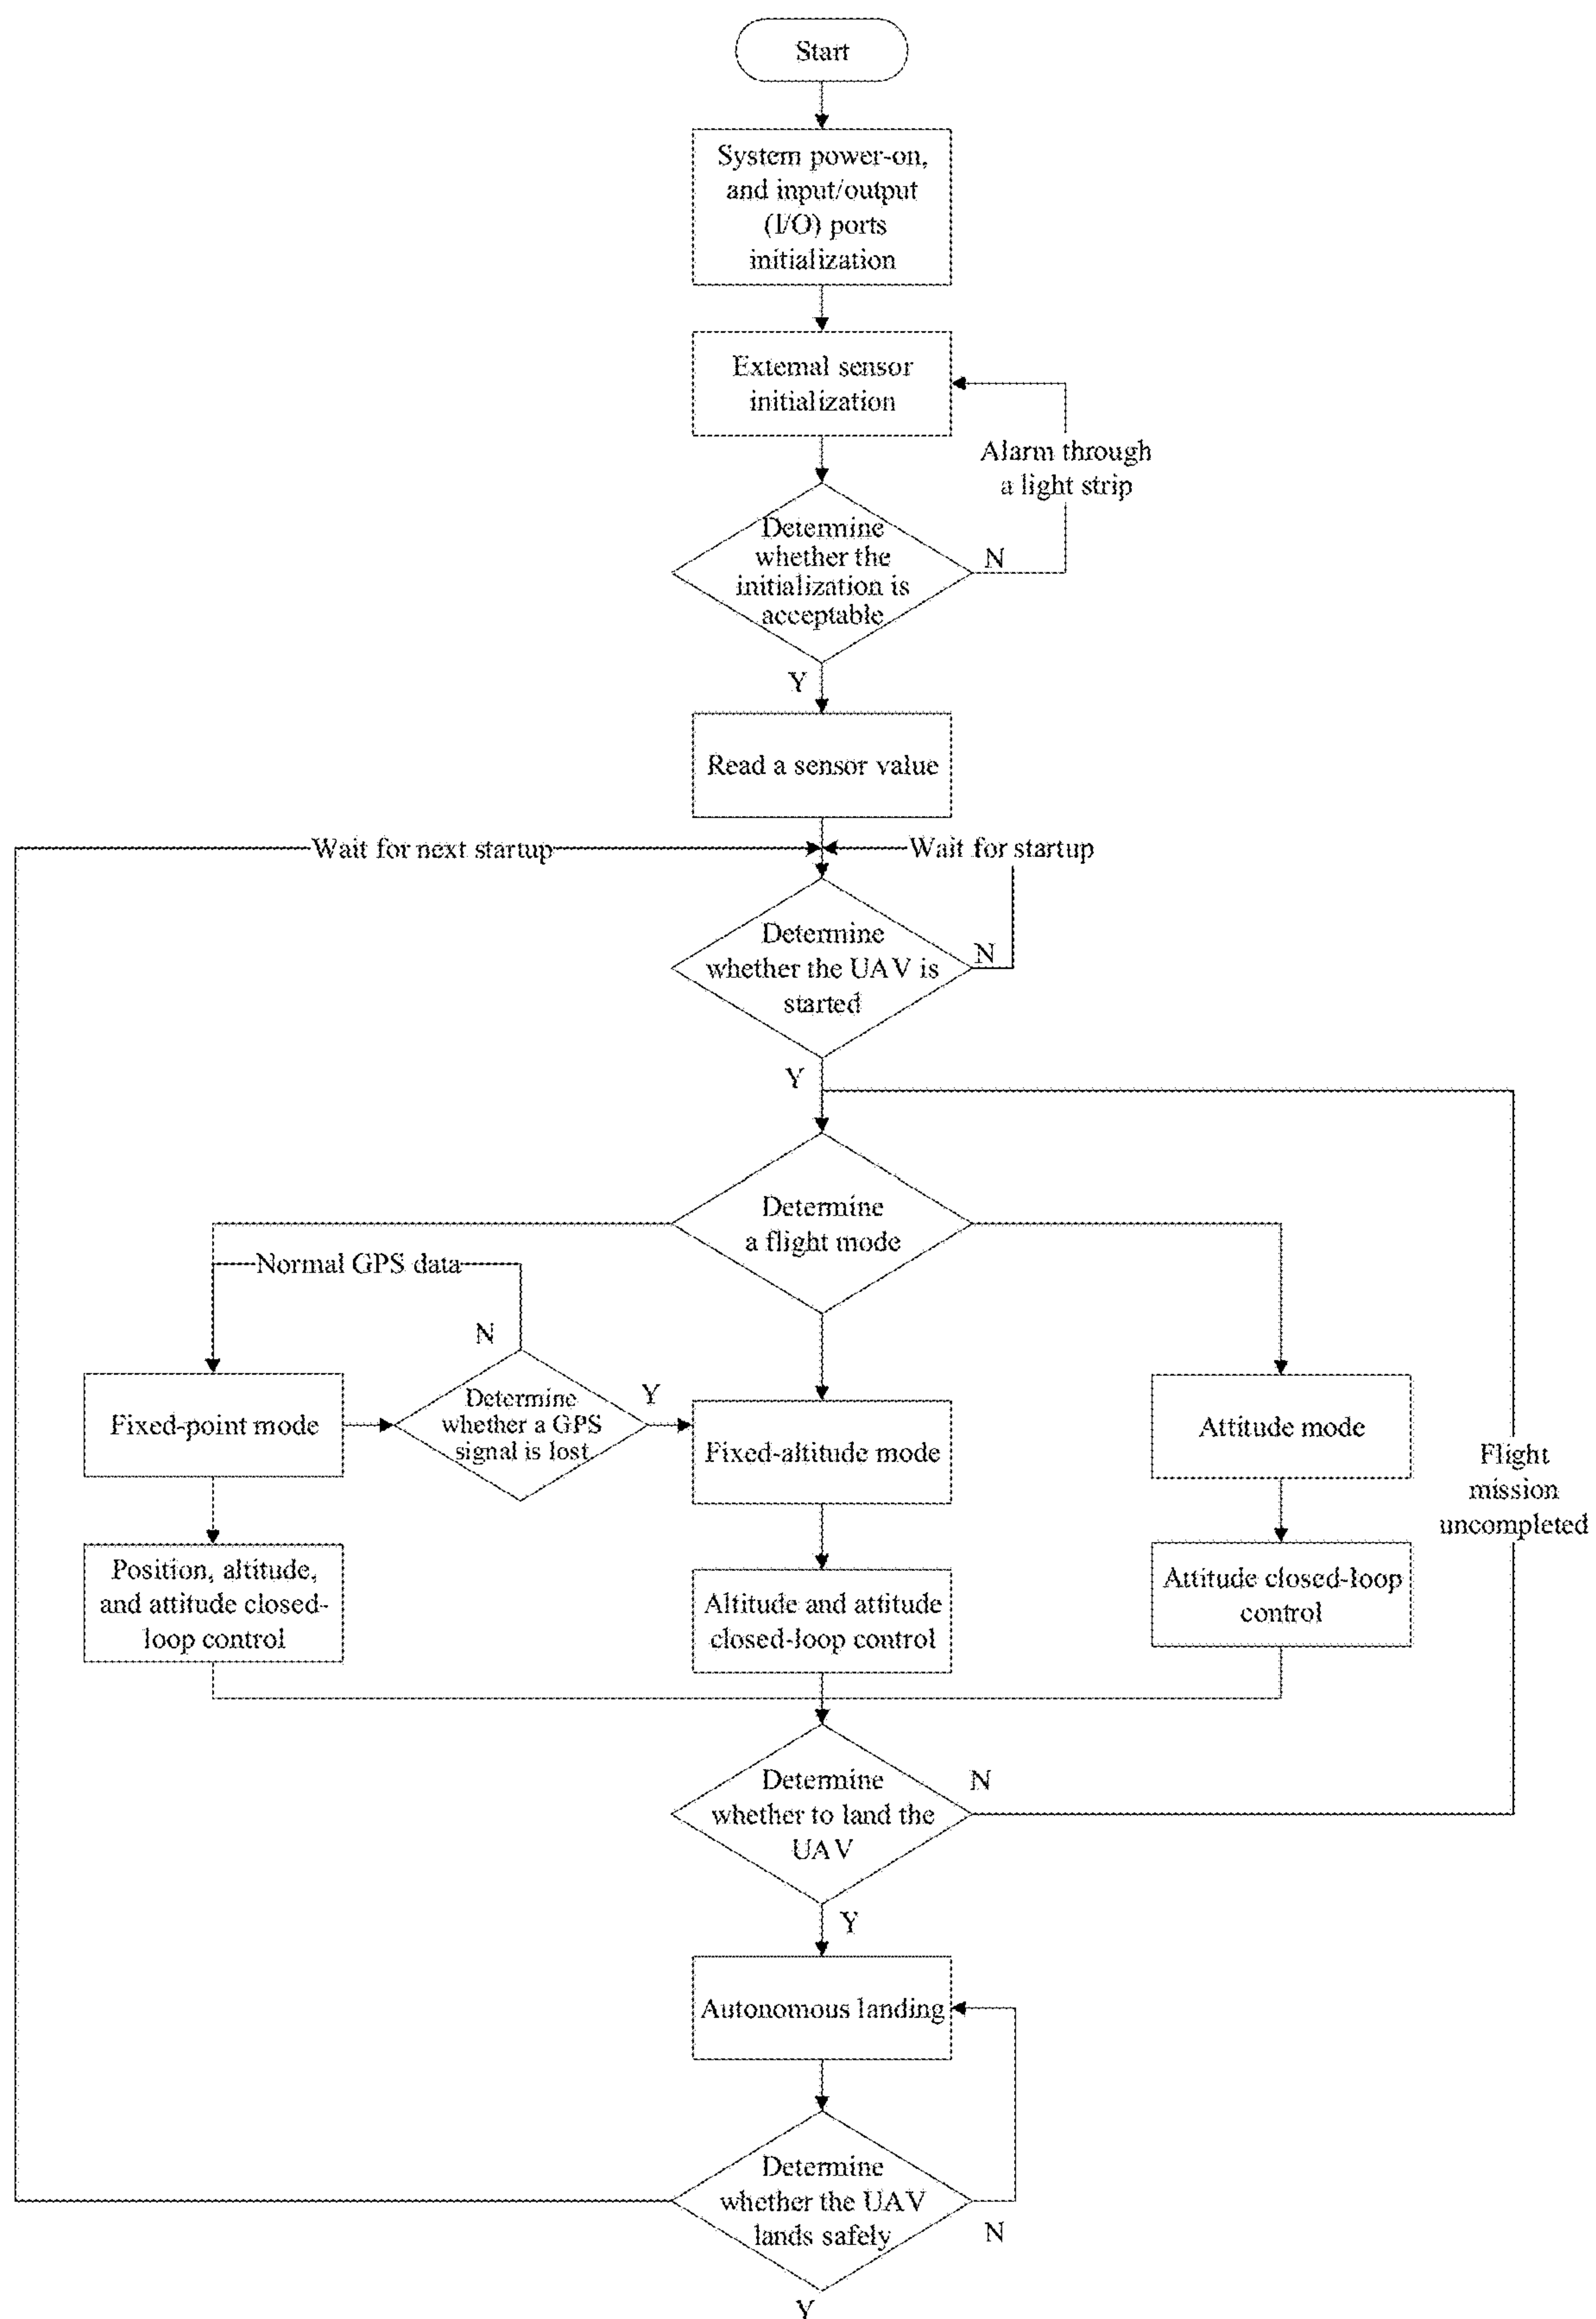 Start
System power-on,
and input/output
(I/O) ports
initialization
External sensor
initialization
Alarm through
a light strip
Determine
whether the
initialization is
acceptable
N
Y
Read a sensor value
Wait for next startup
Wait for startup
Determine
whether the UAV is
started
N
Y
Determine
a flight mode
Normal GPS data
N
Fixed-point mode
Determine
whether a GPS
signal is lost
Y
Fixed-altitude mode
Attitude mode
Flight
mission
uncompleted
Position, altitude,
and attitude closed-
loop control
Altitude and attitude
closed-loop control
Attitude closed-loop
control
Determine
whether to land the
UAV
N
Y
Autonomous landing
Determine
whether the UAV
lands safely
N
Y